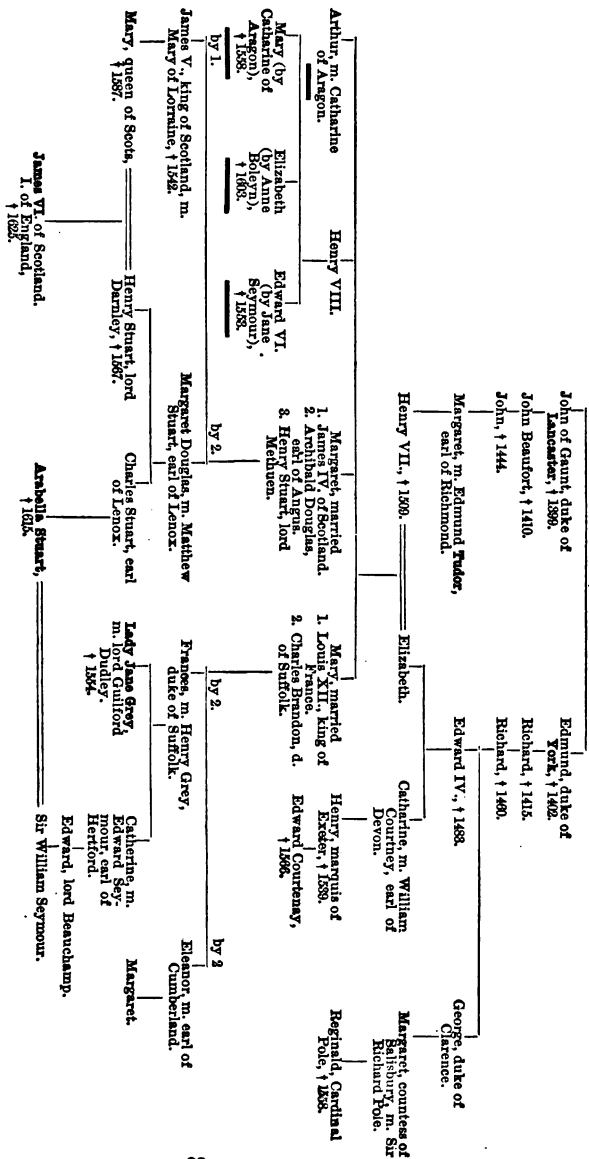 John of Gaunt, duke of
Lancaster, † 1399.
Edmund, duke of
York, † 1402.
John Beaufort, † 1410.
Richard, † 1415.
John, † 1444.
Richard, † 1460.
Margaret, m. Edmund Tudor,
earl of Richmond.
Edward IV., † 1483.
George, duke of
Clarence.
Henry VII., † 1509.
Elizabeth.
Catharine, m. William
Courtney, earl of
Devon.
Margaret, countess of
Salisbury, m. Sir
Richard Pole.
Arthur, m. Catharine
of Aragon.
Henry VIII.
Margaret, married
1. James IV. of Scotland.
2. Archibald Douglas,
earl of Angus.
3. Henry Stuart, lord
Methuen.
Mary, married
1. Louis XII., king of
France.
2. Charles Brandon, d.
of Suffolk.
Henry, marquis of
Exeter, † 1539.
Edward Courtenay,
† 1566.
Reginald, Cardinal
Pole, † 1558.
Mary (by
Catharine of
Aragon),
† 1558.
Elizabeth
(by Anne
Boleyn),
† 1603.
Edward VI.
(by Jane
Seymour),
† 1553.
by 1.
by 2.
by 2.
by 2
James V., king of Scotland, m.
Mary of Lorraine, † 1542.
Margaret Douglas, m. Matthew
Stuart, earl of Lenox.
Frances, m. Henry Grey,
duke of Suffolk.
Eleanor, m. earl of
Cumberland.
Mary, queen of Scots,
† 1587.
Henry Stuart, lord
Darnley, † 1567.
Charles Stuart, earl
of Lenox.
Lady Jane Grey,
m. lord Guilford
Dudley.
† 1554.
Catherine, m.
Edward Sey-
mour, earl of
Hertford.
Margaret.
Edward, lord Beauchamp.
James VI. of Scotland.
I. of England,
† 1625.
Arabella Stuart,
† 1615.
Sir William Seymour.